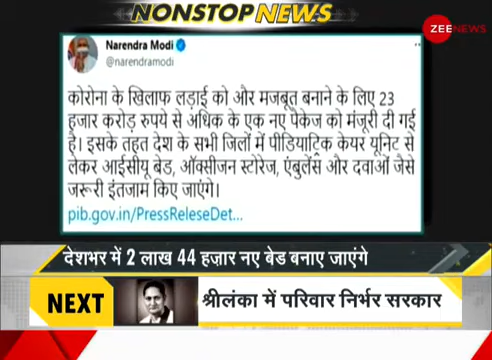 NONSTOP NEWS
ZEE NEWS
Narendra Modi
@narendramodi
कोरोना के खिलाफ लड़ाई को और मजबूत बनाने के लिए 23
हजार करोड़ रुपये से अधिक के एक नए पैकेज को मंजूरी दी गई
है। इसके तहत देश के सभी जिलों में पीडियाट्रिक केयर यूनिट से
लेकर आईसीयू बेड, ऑक्सीजन स्टोरेज, एंबुलेंस और दवाओं जैसे
जरूरी इंतजाम किए जाएंगे।
pib.gov.in/PressReleseDet...
देशभर में 2 लाख 44 हज़ार नए बेड बनाए जाएंगे
NEXT
श्रीलंका में परिवार निर्भर सरकार